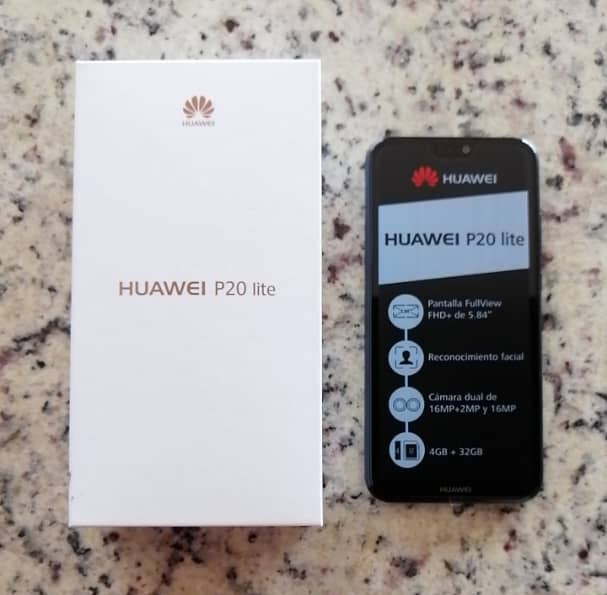 HUAWEI
HUAWEI P20 lite
HUAWEI
HUAWEI P20 lite
Pantalla FullView
FHD+ de 5.84"
Reconocimiento facial
Cámara dual de
16MP+2MP y 16MP
4GB + 32GB
HUAWEI